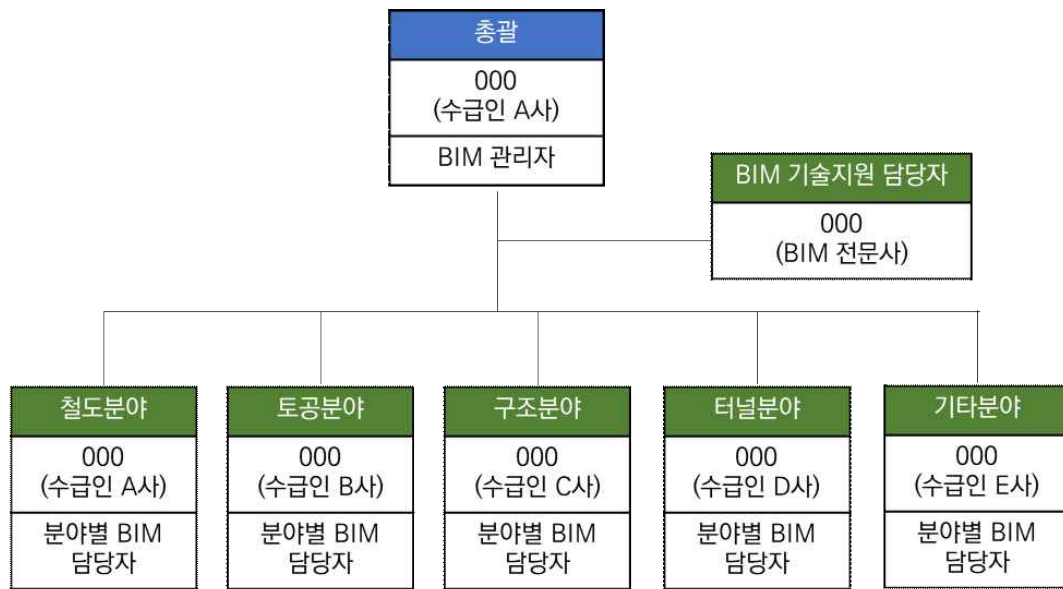 총괄
000
(수급인 A사)
BIM 관리자
BIM 기술지원 담당자
000
(BIM 전문사)
철도분야
000
(수급인 A사)
분야별 BIM
담당자
토공분야
000
(수급인 B사)
분야별 BIM
담당자
구조분야
000
(수급인 C사)
분야별 BIM
담당자
터널분야
000
(수급인 D사)
분야별 BIM
담당자
기타분야
000
(수급인 E사)
분야별 BIM
담당자